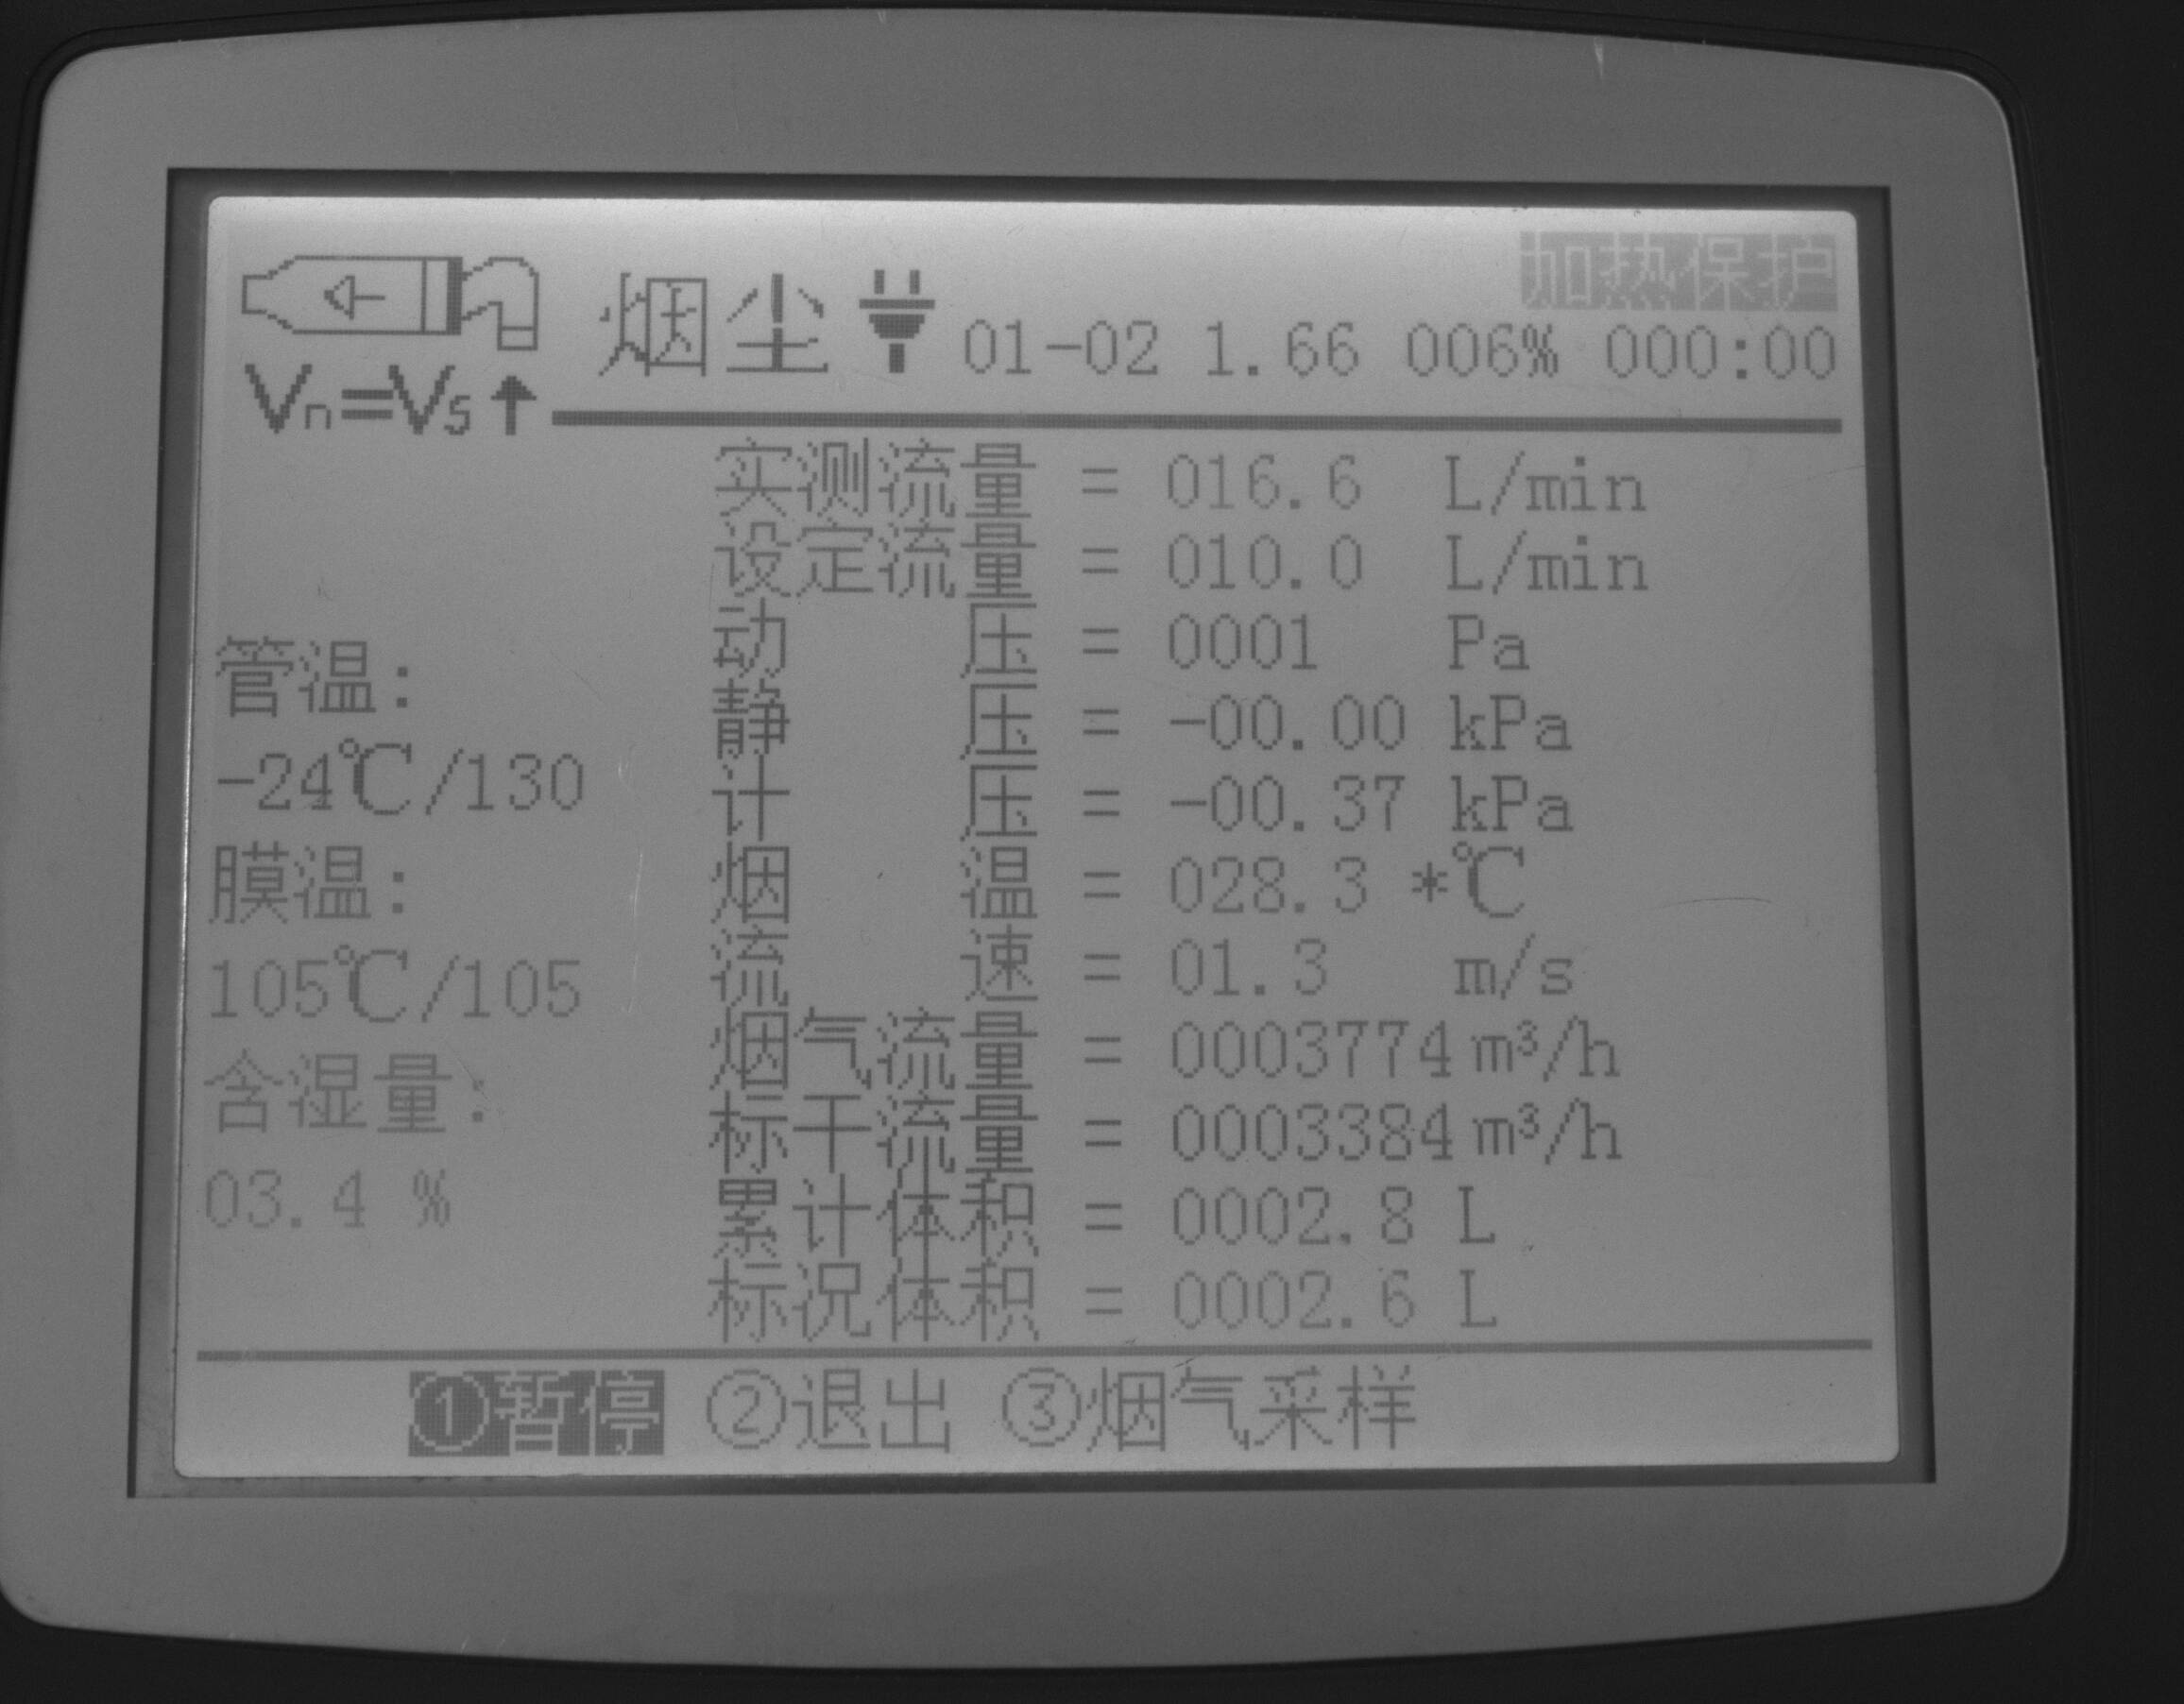 加热保护
烟尘 01-02 1.66 006% 000:00
Vn=Vs↑
实测流量 = 016.6 L/min
设定流量 = 010.0 L/min
动压 = 0001 Pa
静压 = -00.00 kPa
计压 = -00.37 kPa
烟温 = 028.3 *℃
流速 = 01.3 m/s
烟气流量 = 0003774 m³/h
标干流量 = 0003384 m³/h
累计体积 = 0002.8 L
标况体积 = 0002.6 L
管温:
-24℃/130
膜温:
105℃/105
含湿量:
03.4 %
①暂停 ②退出 ③烟气采样